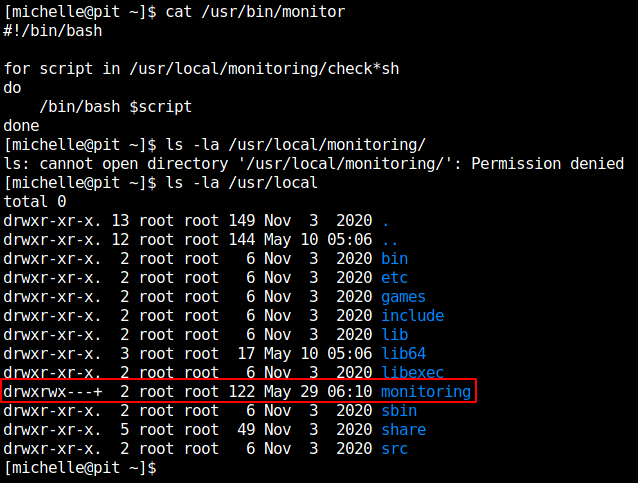 [michelle@pit ~]$ cat /usr/bin/monitor
#!/bin/bash
for script in /usr/local/monitoring/check*sh
do
    /bin/bash $script
done
[michelle@pit ~]$ ls -la /usr/local/monitoring/
ls: cannot open directory '/usr/local/monitoring/': Permission denied
[michelle@pit ~]$ ls -la /usr/local
total 0
drwxr-xr-x. 13 root root 149 Nov  3  2020 .
drwxr-xr-x. 12 root root 144 May 10 05:06 ..
drwxr-xr-x.  2 root root   6 Nov  3  2020 bin
drwxr-xr-x.  2 root root   6 Nov  3  2020 etc
drwxr-xr-x.  2 root root   6 Nov  3  2020 games
drwxr-xr-x.  2 root root   6 Nov  3  2020 include
drwxr-xr-x.  2 root root   6 Nov  3  2020 lib
drwxr-xr-x.  3 root root  17 May 10 05:06 lib64
drwxr-xr-x.  2 root root   6 Nov  3  2020 libexec
drwxrwx---+  2 root root 122 May 29 06:10 monitoring
drwxr-xr-x.  2 root root   6 Nov  3  2020 sbin
drwxr-xr-x.  5 root root  49 Nov  3  2020 share
drwxr-xr-x.  2 root root   6 Nov  3  2020 src
[michelle@pit ~]$